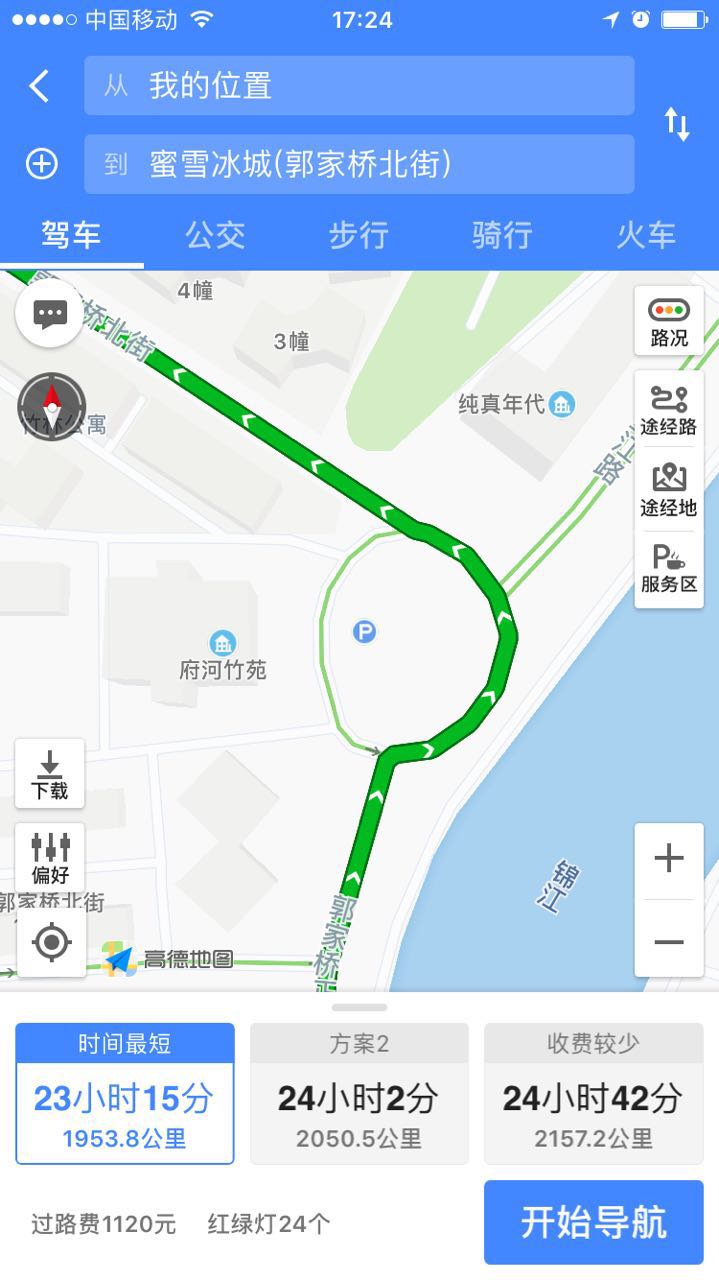 中国移动
17:24
从 我的位置
到 蜜雪冰城(郭家桥北街)
驾车 公交 步行 骑行 火车
桥北街
4幢
3幢
路况
纯真年代
途经路
江路
途经地
P
服务区
P
府河竹苑
下载
偏好
郭家桥北街
锦江
郭家桥
高德地图
时间最短 方案2 收费较少
23小时15分 24小时2分 24小时42分
1953.8公里 2050.5公里 2157.2公里
过路费1120元 红绿灯24个 开始导航